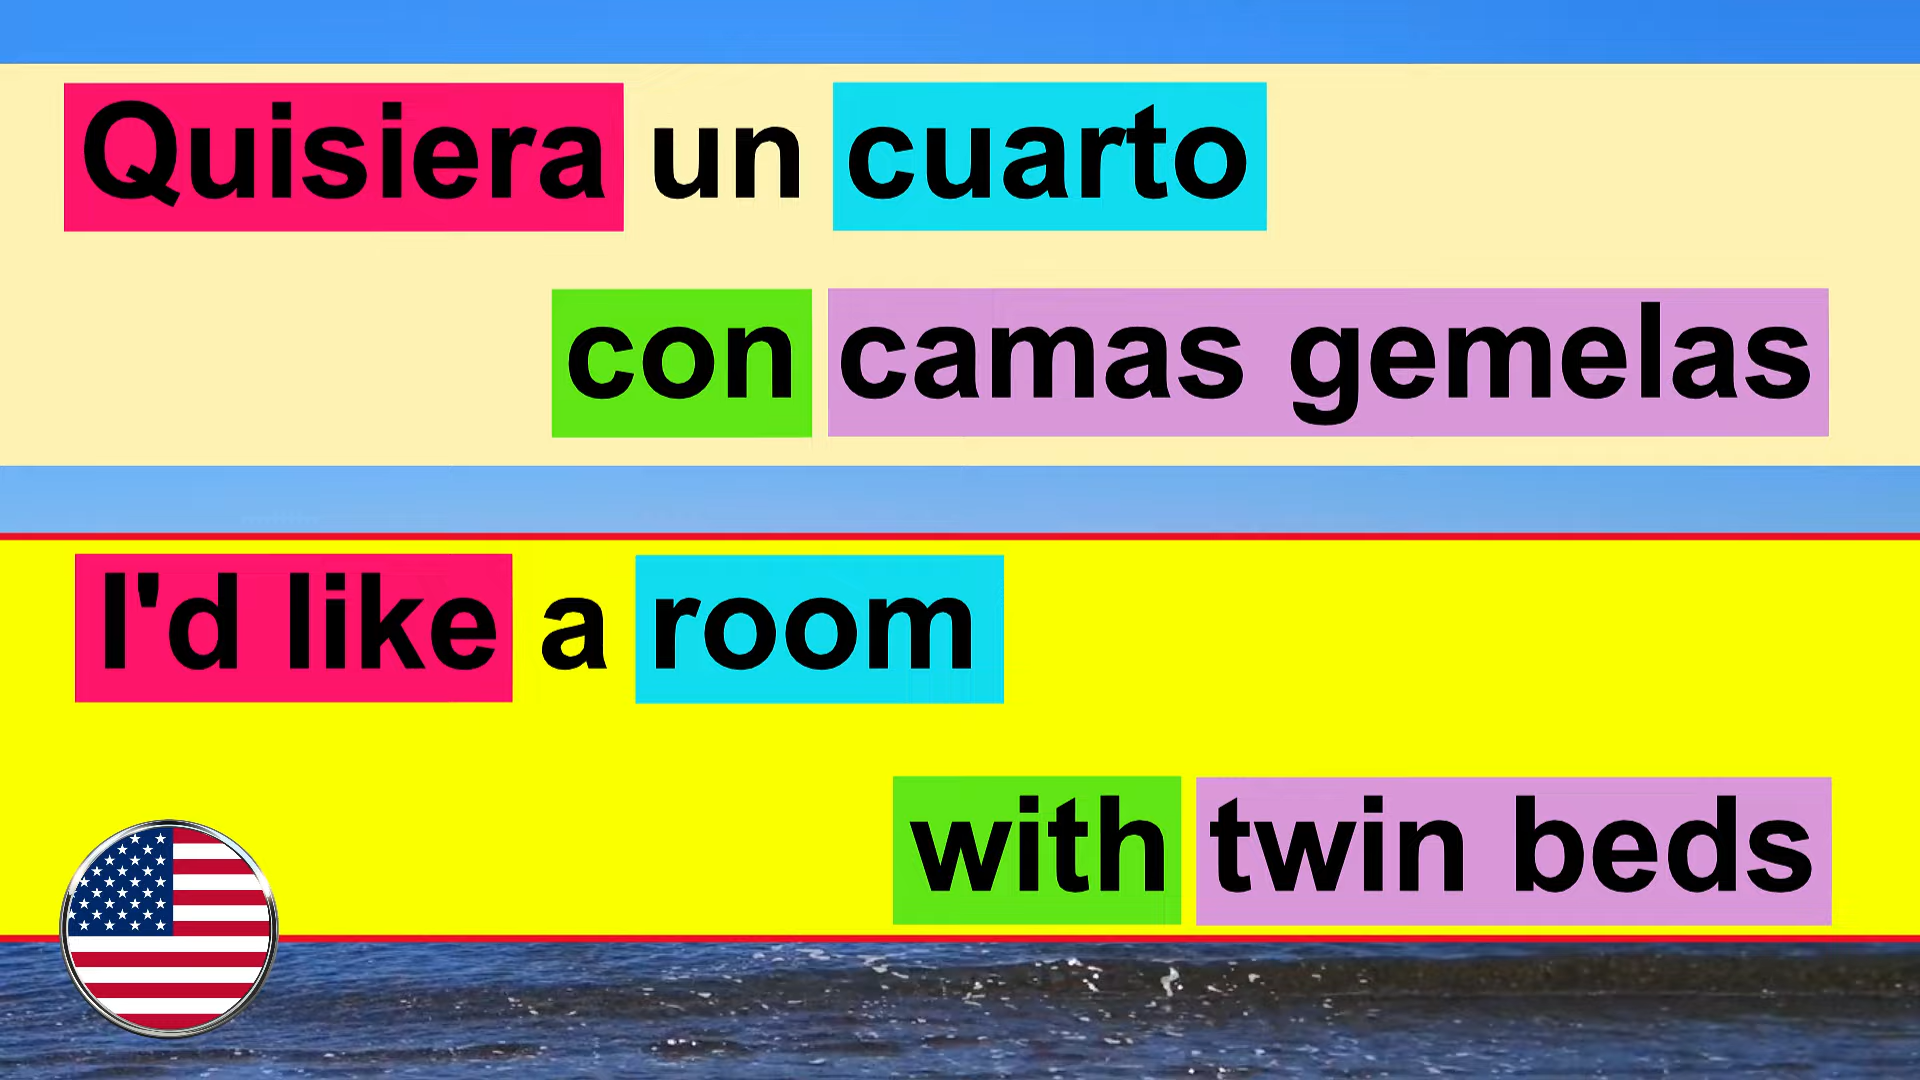 Quisiera un cuarto
con camas gemelas
I'd like a room
with twin beds